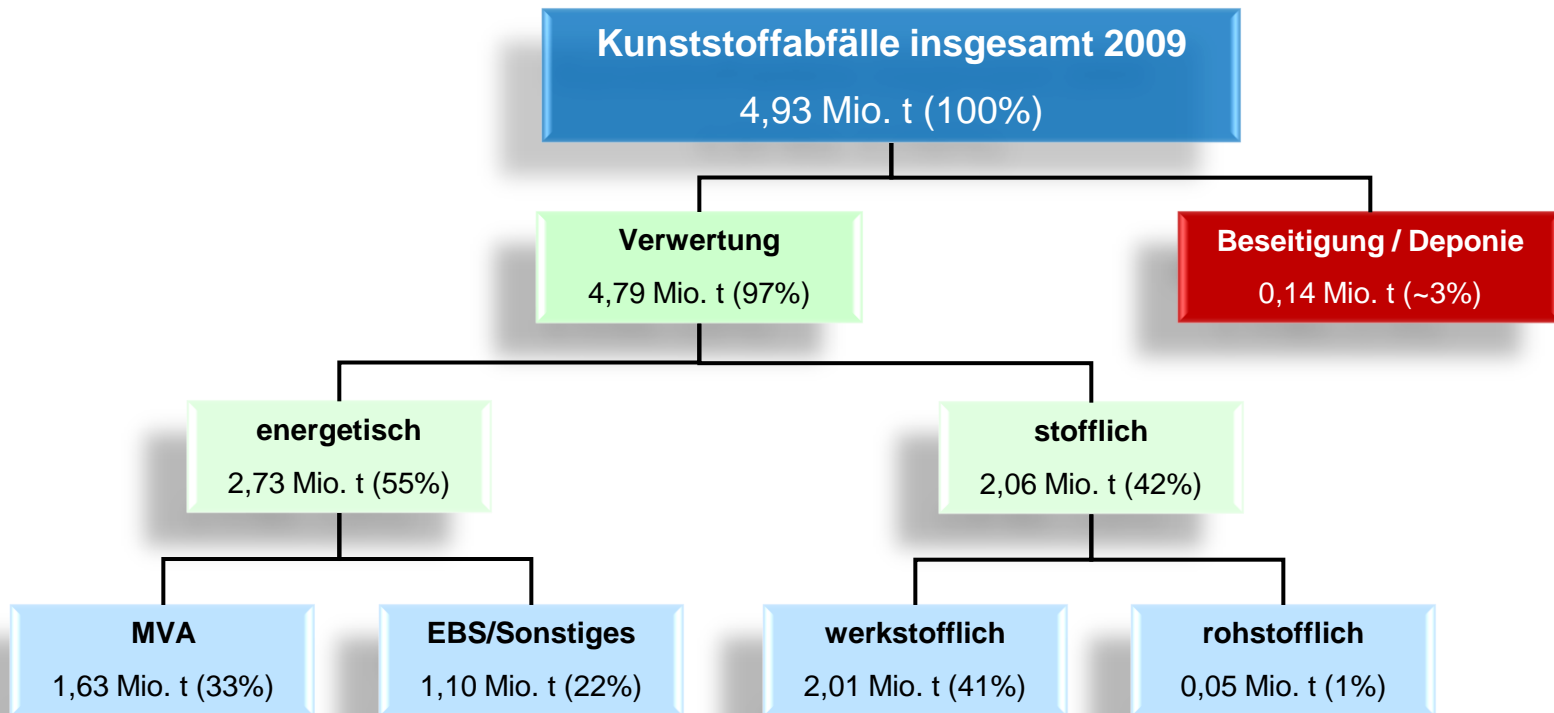 Kunststoffabfälle insgesamt 2009
4,93 Mio. t (100%)
Verwertung
4,79 Mio. t (97%)
Beseitigung / Deponie
0,14 Mio. t (~3%)
energetisch
2,73 Mio. t (55%)
stofflich
2,06 Mio. t (42%)
MVA
1,63 Mio. t (33%)
EBS/Sonstiges
1,10 Mio. t (22%)
werkstofflich
2,01 Mio. t (41%)
rohstofflich
0,05 Mio. t (1%)